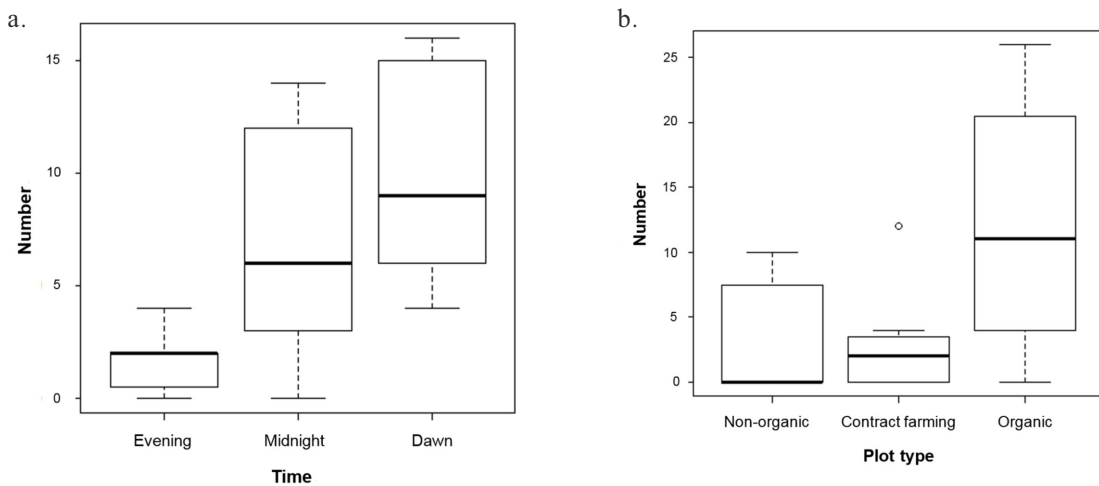 a.
Number
15
10
5
0
Evening Midnight Dawn
Time
b.
Number
25
20
15
10
5
0
Non-organic Contract farming Organic
Plot type